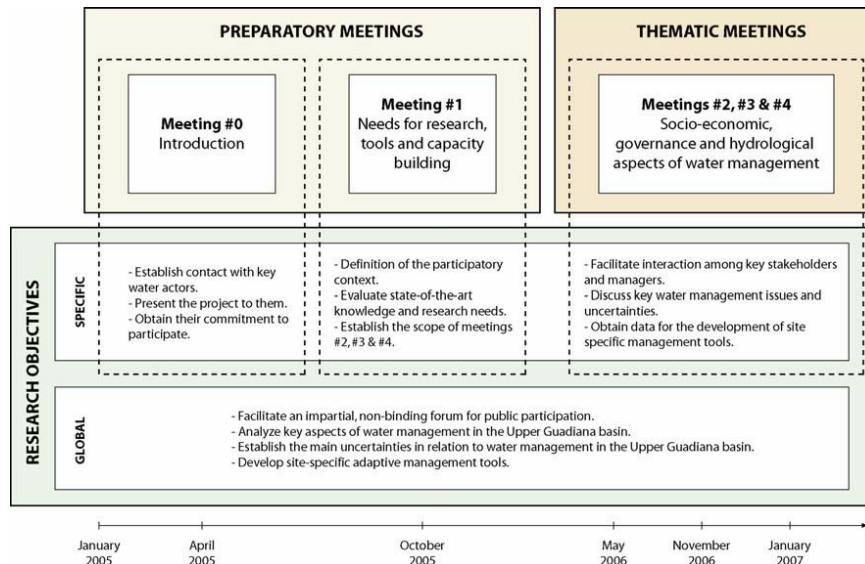 PREPARATORY MEETINGS
THEMATIC MEETINGS
Meeting #0
Introduction
Meeting #1
Needs for research,
tools and capacity
building
Meetings #2, #3 & #4
Socio-economic,
governance and hydrological
aspects of water management
RESEARCH OBJECTIVES
SPECIFIC
- Establish contact with key
water actors.
- Present the project to them.
- Obtain their commitment to
participate.
- Definition of the participatory
context.
- Evaluate state-of-the-art
knowledge and research needs.
- Establish the scope of meetings
#2, #3 & #4.
- Facilitate interaction among key stakeholders
and managers.
- Discuss key water management issues and
uncertainties.
- Obtain data for the development of site
specific management tools.
GLOBAL
- Facilitate an impartial, non-binding forum for public participation.
- Analyze key aspects of water management in the Upper Guadiana basin.
- Establish the main uncertainties in relation to water management in the Upper Guadiana basin.
- Develop site-specific adaptive management tools.
January
2005
April
2005
October
2005
May
2006
November
2006
January
2007